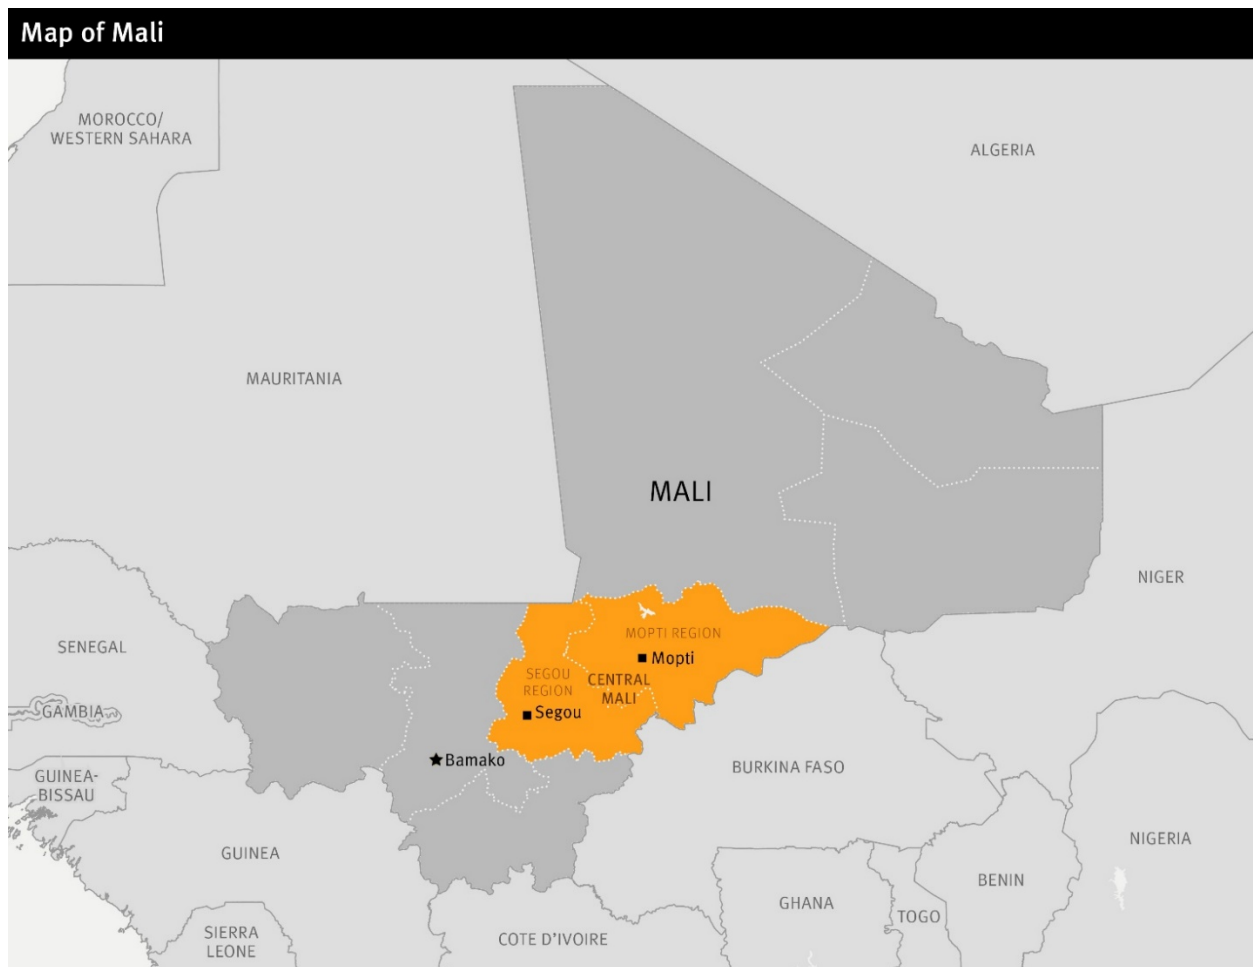 Map of Mali
MOROCCO/
WESTERN SAHARA
ALGERIA
MAURITANIA
MALI
NIGER
SENEGAL
MOPTI REGION
Mopti
SEGOU
REGION
CENTRAL
MALI
Segou
GAMBIA
Bamako
GUINEA-
BISSAU
BURKINA FASO
NIGERIA
GUINEA
BENIN
GHANA
TOGO
SIERRA
LEONE
COTE D'IVOIRE